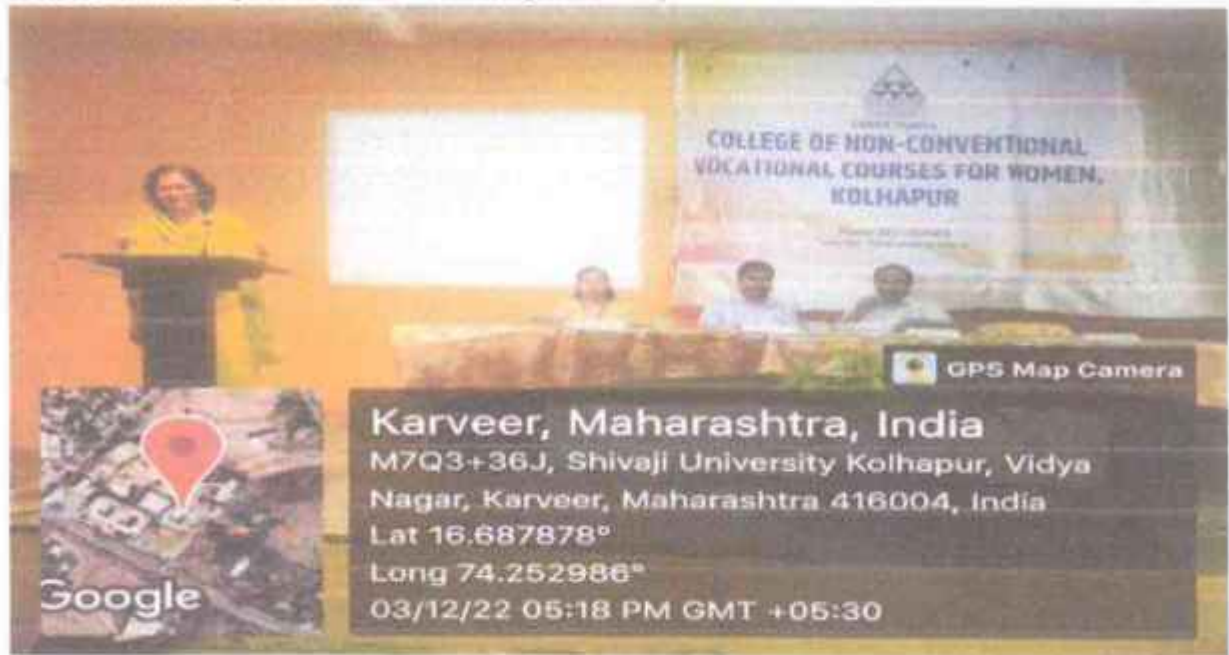 COLLEGE OF NON-CONVENTIONAL
VOCATIONAL COURSES FOR WOMEN,
KOLHAPUR
GPS Map Camera
Karveer, Maharashtra, India
M7Q3+36J, Shivaji University Kolhapur, Vidya
Nagar, Karveer, Maharashtra 416004, India
Lat 16.687878°
Long 74.252986°
03/12/22 05:18 PM GMT +05:30
Google